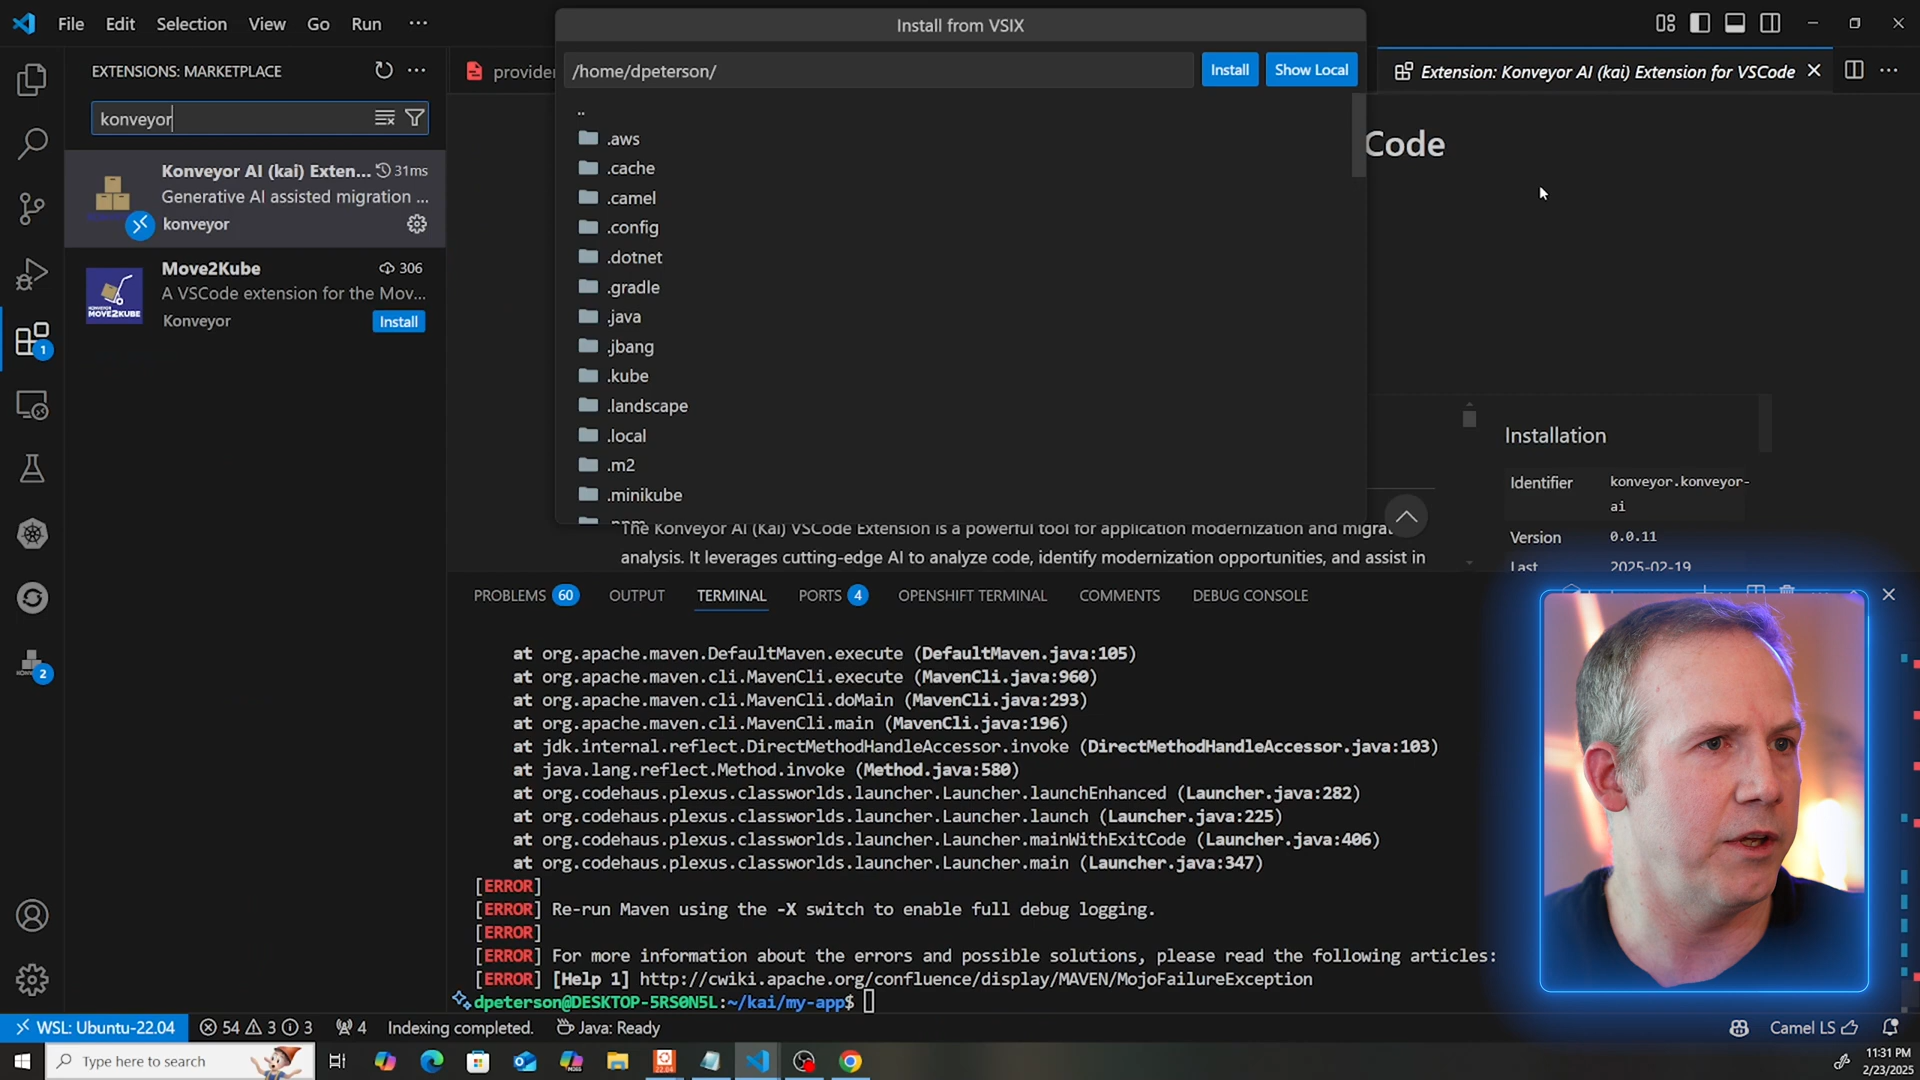 File Edit Selection View Go Run ···
Install from VSIX
EXTENSIONS: MARKETPLACE
/home/dpeterson/
Install
Show Local
Extension: Konveyor AI (kai) Extension for VSCode
konveyor
..
.aws
.cache
.camel
.config
.dotnet
.gradle
.java
.jbang
.kube
.landscape
.local
.m2
.minikube
Code
Konveyor AI (kai) Exten... 31ms
Generative AI assisted migration ...
konveyor
Move2Kube 306
A VSCode extension for the Mov...
Konveyor
Install
KONVEYOR
MOVE2KUBE
1
2
Installation
Identifier konveyor.konveyor-
ai
Version 0.0.11
Last 2025-02-19
The Konveyor AI (Kai) VSCode Extension is a powerful tool for application modernization and
analysis. It leverages cutting-edge AI to analyze code, identify modernization opportunities, and assist in
PROBLEMS 60 OUTPUT TERMINAL PORTS 4 OPENSHIFT TERMINAL COMMENTS DEBUG CONSOLE
at org.apache.maven.DefaultMaven.execute (DefaultMaven.java:105)
at org.apache.maven.cli.MavenCli.execute (MavenCli.java:960)
at org.apache.maven.cli.MavenCli.doMain (MavenCli.java:293)
at org.apache.maven.cli.MavenCli.main (MavenCli.java:196)
at jdk.internal.reflect.DirectMethodHandleAccessor.invoke (DirectMethodHandleAccessor.java:103)
at java.lang.reflect.Method.invoke (Method.java:580)
at org.codehaus.plexus.classworlds.launcher.Launcher.launchEnhanced (Launcher.java:282)
at org.codehaus.plexus.classworlds.launcher.Launcher.launch (Launcher.java:225)
at org.codehaus.plexus.classworlds.launcher.Launcher.mainWithExitCode (Launcher.java:406)
at org.codehaus.plexus.classworlds.launcher.Launcher.main (Launcher.java:347)
[ERROR]
[ERROR] Re-run Maven using the -X switch to enable full debug logging.
[ERROR]
[ERROR] For more information about the errors and possible solutions, please read the following articles:
[ERROR] [Help 1] http://cwiki.apache.org/confluence/display/MAVEN/MojoFailureException
dpeterson@DESKTOP-5RS0N5L:~/kai/my-app$
WSL: Ubuntu-22.04 54 3 3 4 Indexing completed. Java: Ready Camel LS
Type here to search
11:31 PM
2/23/2025